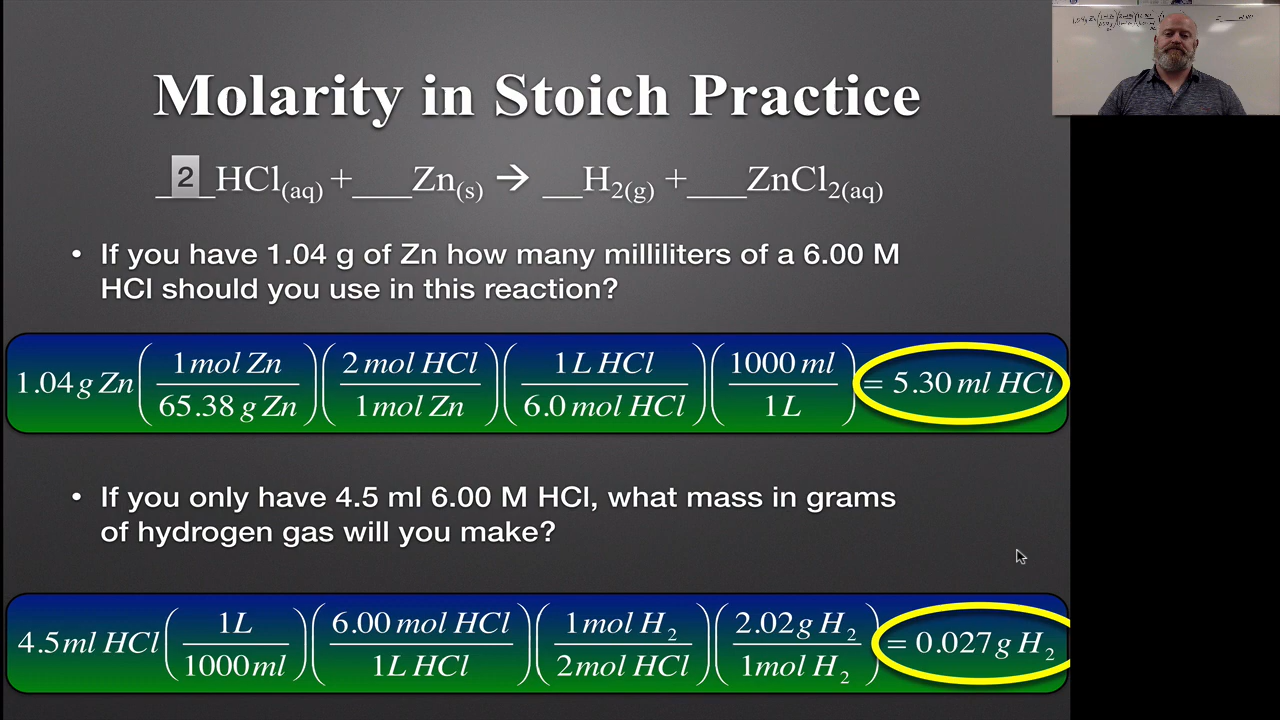 Molarity in Stoich Practice
_2_HCl(aq) +___Zn(s) → __H2(g) +___ZnCl2(aq)
• If you have 1.04 g of Zn how many milliliters of a 6.00 M
HCl should you use in this reaction?
1.04 g Zn (1 mol Zn / 65.38 g Zn)(2 mol HCl / 1 mol Zn)(1 L HCl / 6.0 mol HCl)(1000 ml / 1 L) = 5.30 ml HCl
• If you only have 4.5 ml 6.00 M HCl, what mass in grams
of hydrogen gas will you make?
4.5 ml HCl (1 L / 1000 ml)(6.00 mol HCl / 1 L HCl)(1 mol H2 / 2 mol HCl)(2.02 g H2 / 1 mol H2) = 0.027 g H2